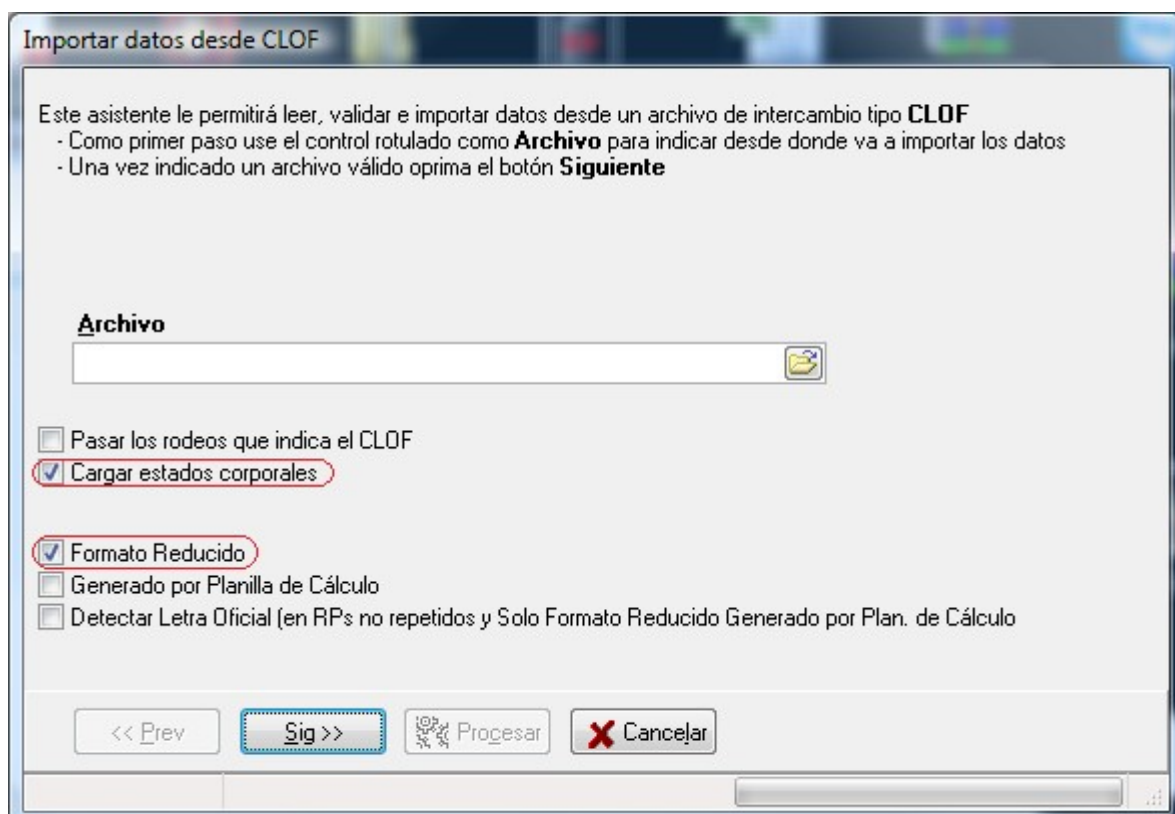 Importar datos desde CLOF
Este asistente le permitirá leer, validar e importar datos desde un archivo de intercambio tipo CLOF
- Como primer paso use el control rotulado como Archivo para indicar desde donde va a importar los datos
- Una vez indicado un archivo válido oprima el botón Siguiente
Archivo
Pasar los rodeos que indica el CLOF
Cargar estados corporales
Formato Reducido
Generado por Planilla de Cálculo
Detectar Letra Oficial (en RPs no repetidos y Solo Formato Reducido Generado por Plan. de Cálculo
<< Prev Sig >> Procesar Cancelar